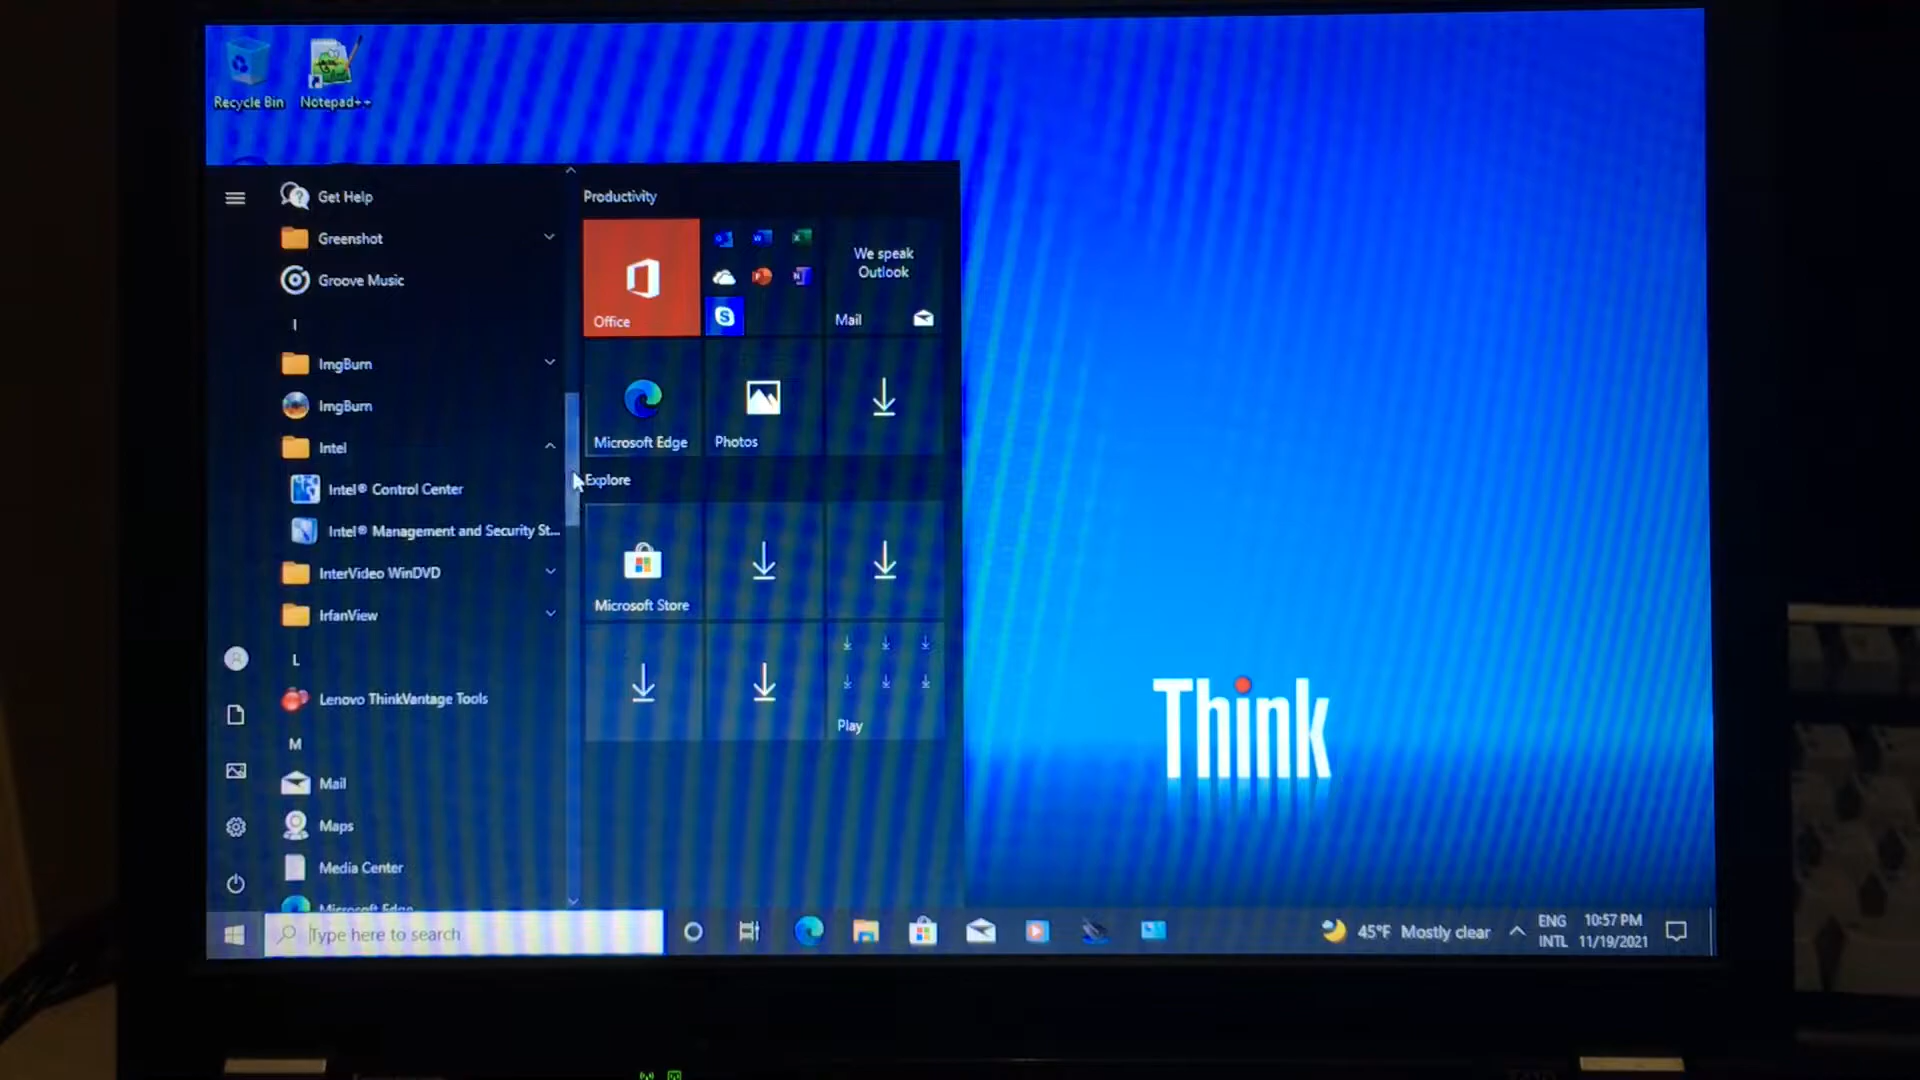 Recycle Bin
Notepad++
Get Help
Greenshot
Groove Music
I
ImgBurn
ImgBurn
Intel
Intel® Control Center
Intel® Management and Security St...
InterVideo WinDVD
IrfanView
L
Lenovo ThinkVantage Tools
M
Mail
Maps
Media Center
Microsoft Edge
Productivity
Office
We speak
Outlook
Mail
Microsoft Edge
Photos
Explore
Microsoft Store
Play
Think
Type here to search
45°F Mostly clear
ENG
INTL
10:57 PM
11/19/2021